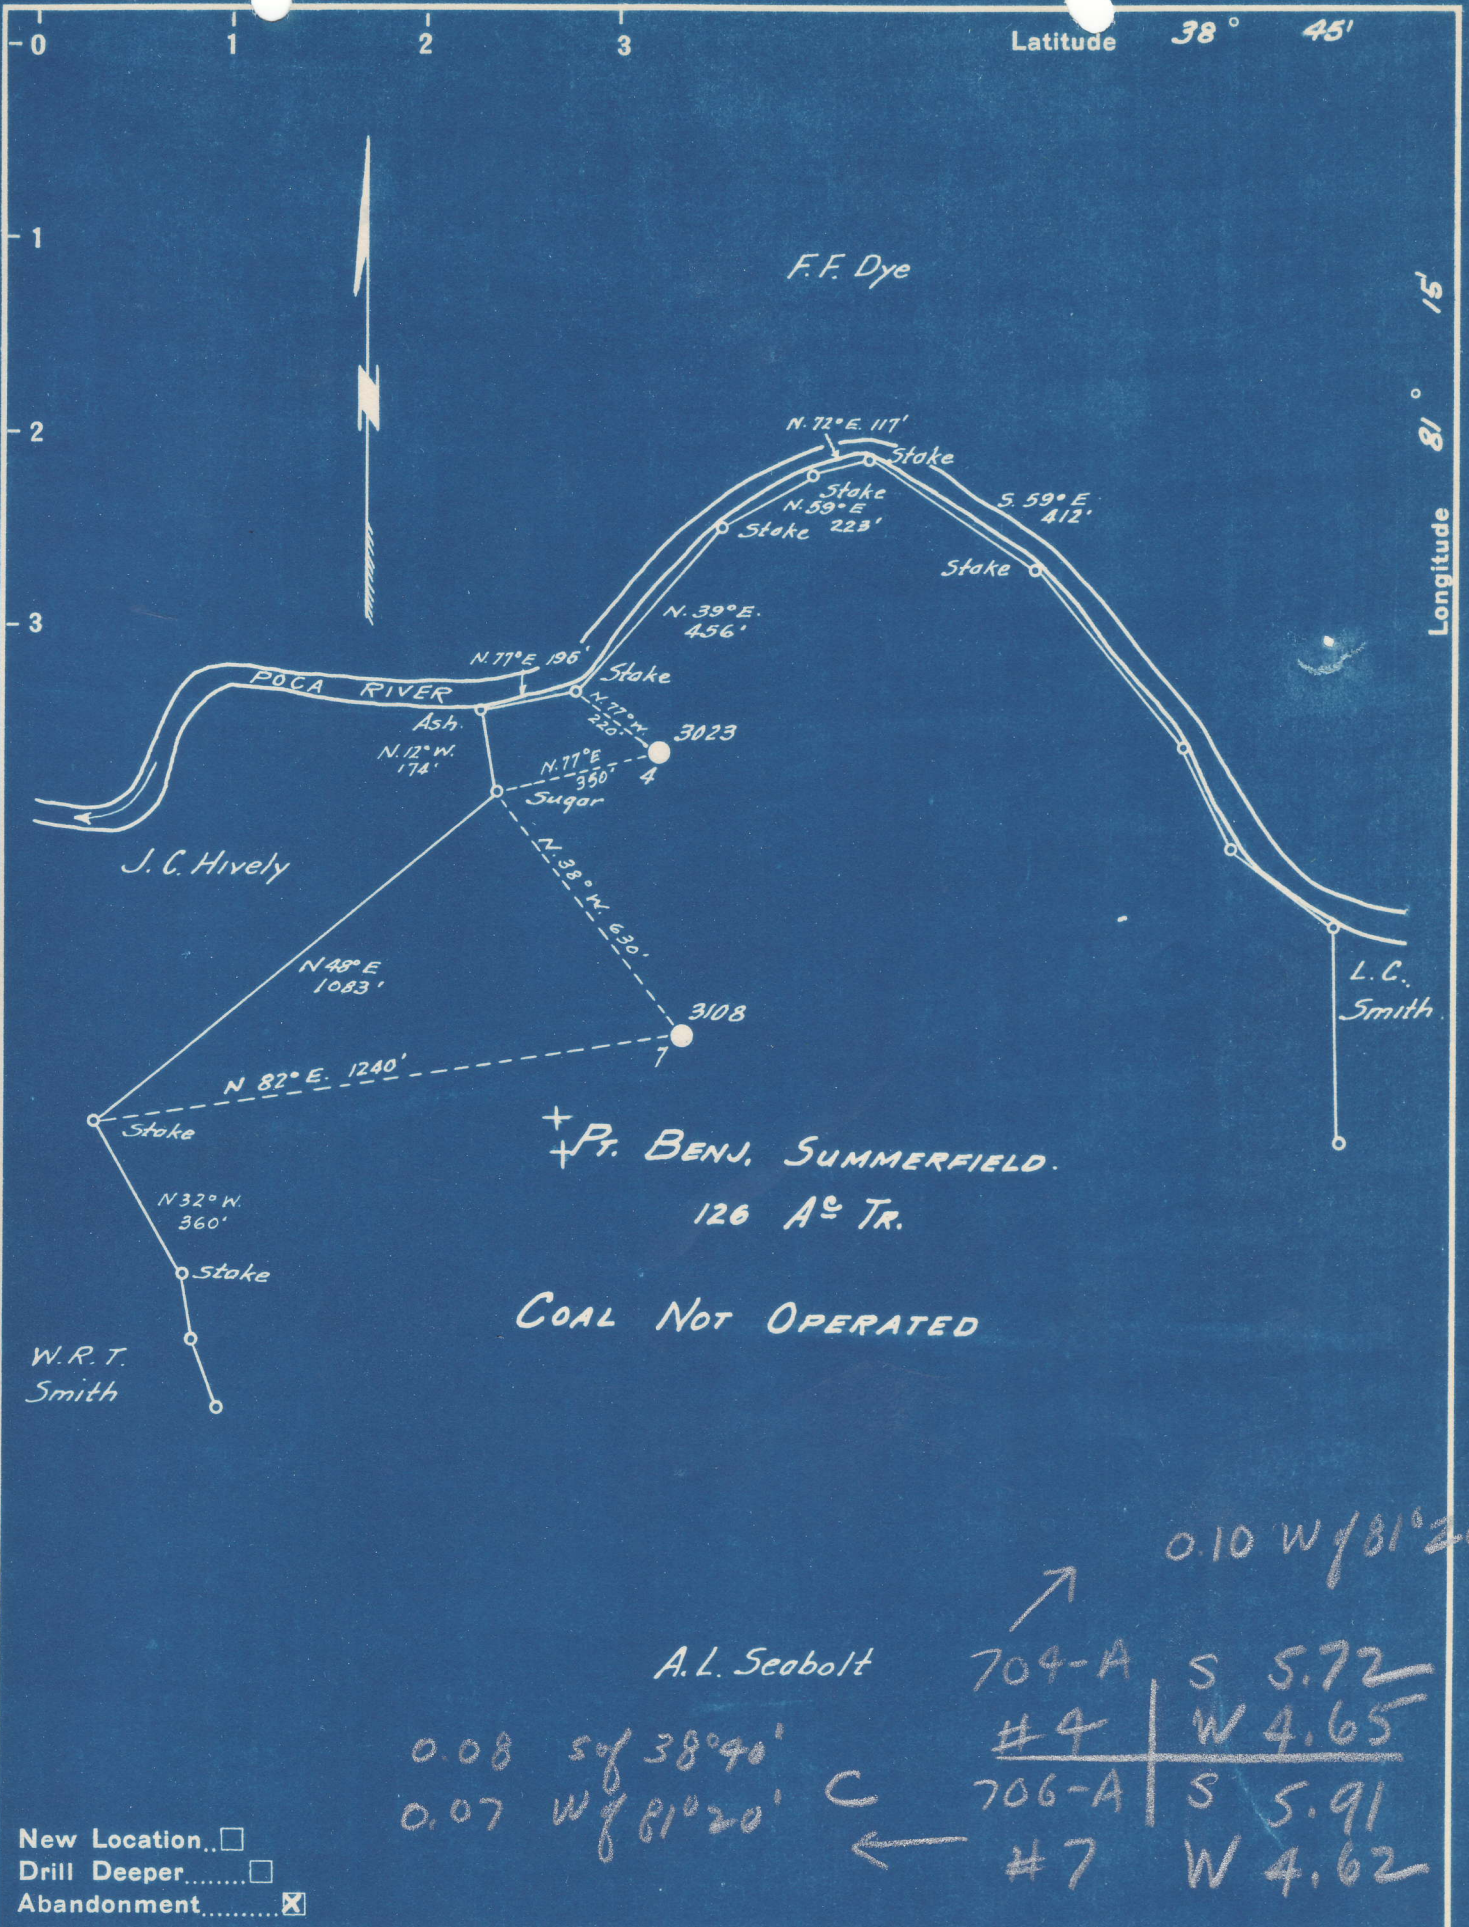 0
1
2
3
Latitude 38° 45'
1
2
3
Longitude 81° 15'
F. F. Dye
N. 72° E. 117'
Stake
Stake
N. 59° E
223'
Stake
S. 59° E
412'
Stake
N. 39° E.
456'
N. 77° E 196'
Stake
POCA RIVER
Ash.
N. 12° W.
174'
N. 77° W.
220'
3023
4
N. 77° E
350'
Sugar
J. C. Hively
N. 38° W. 630'
N 48° E
1083'
L. C.
Smith.
3108
7
N 82° E. 1240'
Stake
PT. BENJ. SUMMERFIELD.
126 Ac TR.
N 32° W.
360'
Stake
COAL NOT OPERATED
W. R. T.
Smith
0.10 W of 81°
A. L. Seabolt
704-A S 5.72
#4 W 4.65
706-A S 5.91
#7 W 4.62
0.08 S of 38°40'
0.07 W of 81°20'
C
New Location..
Drill Deeper........
Abandonment.......... X